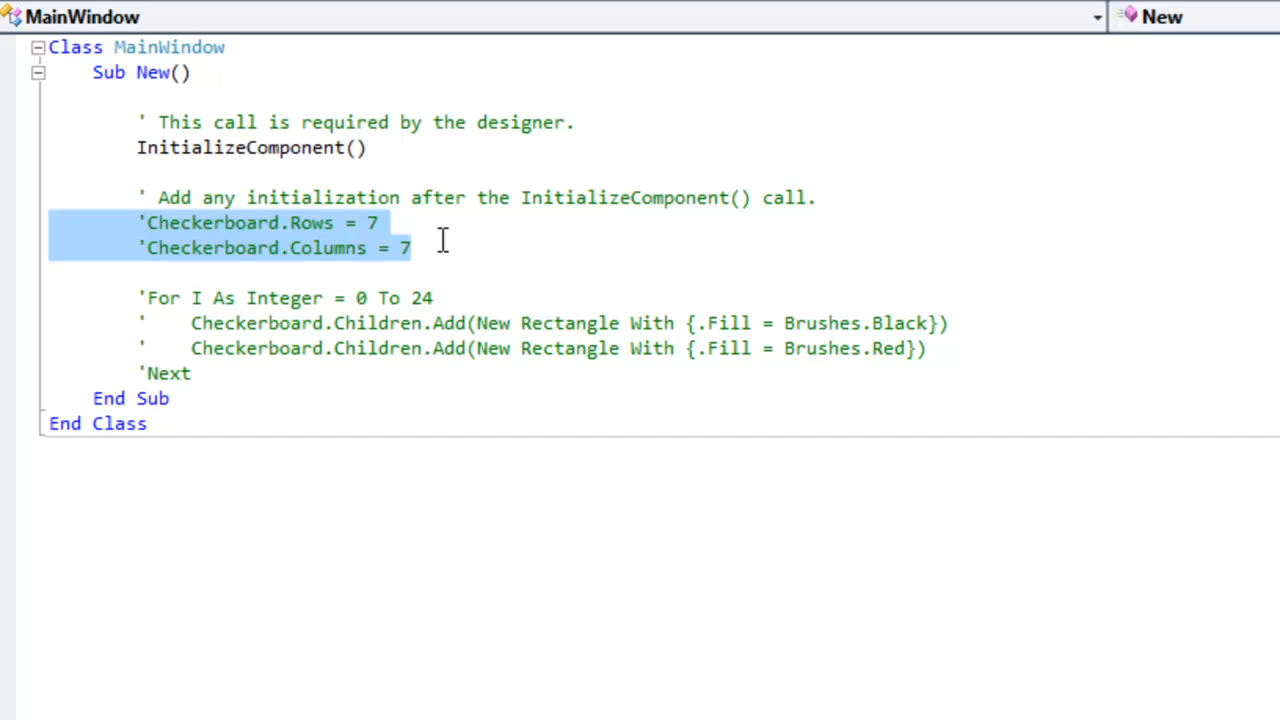 MainWindow New
Class MainWindow
Sub New()
' This call is required by the designer.
InitializeComponent()
' Add any initialization after the InitializeComponent() call.
'Checkerboard.Rows = 7
'Checkerboard.Columns = 7
'For I As Integer = 0 To 24
'    Checkerboard.Children.Add(New Rectangle With {.Fill = Brushes.Black})
'    Checkerboard.Children.Add(New Rectangle With {.Fill = Brushes.Red})
'Next
End Sub
End Class